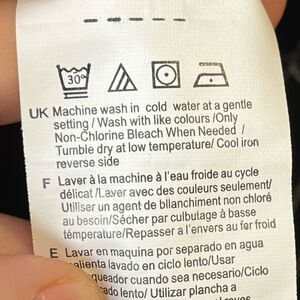 30°
UK Machine wash in cold water at a gentle
setting / Wash with like colours /Only
Non-Chlorine Bleach When Needed /
Tumble dry at low temperature/ Cool iron
reverse side
F Laver à la machine à l'eau froide au cycle
délicat /Laver avec des couleurs seulement/
Utiliser un agent de blanchiment non chloré
au besoin/Sécher par culbutage à basse
témperature/Repasser a l'envers au fer froid
E Lavar en maquina por separado en agua
lavado en ciclo lento/Usar
cuando sea necesario/Ciclo
lento/ Utilizar plancha a